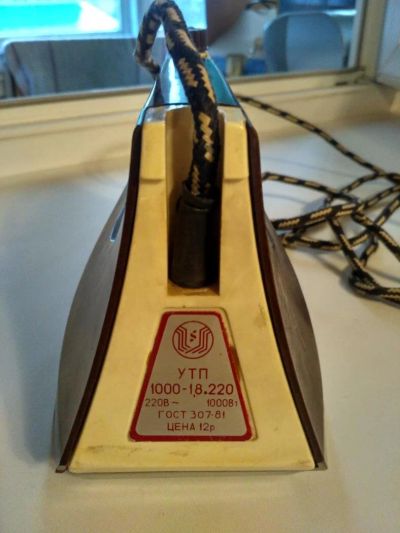 УТП
1000-1,8.220
220В ~ 1000Вт
ГОСТ 307-81
ЦЕНА 12р